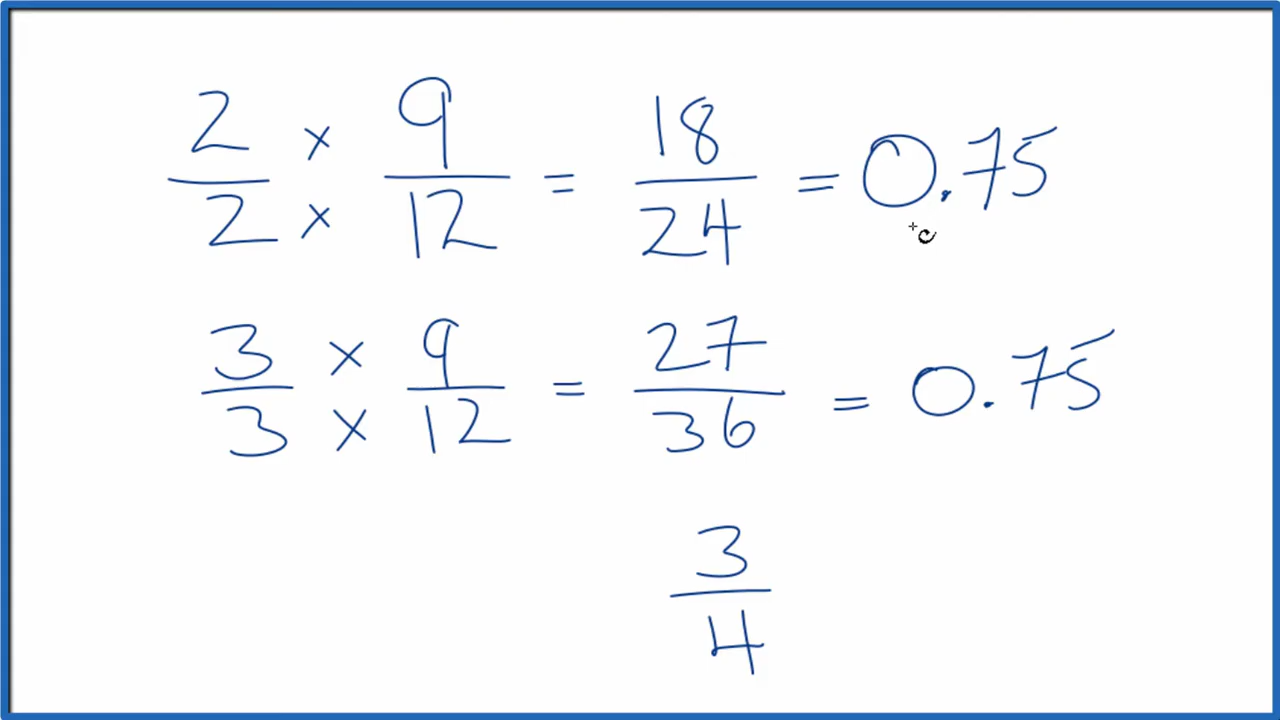 2/2 × 9/12 = 18/24 = 0.75
3/3 × 9/12 = 27/36 = 0.75
3/4